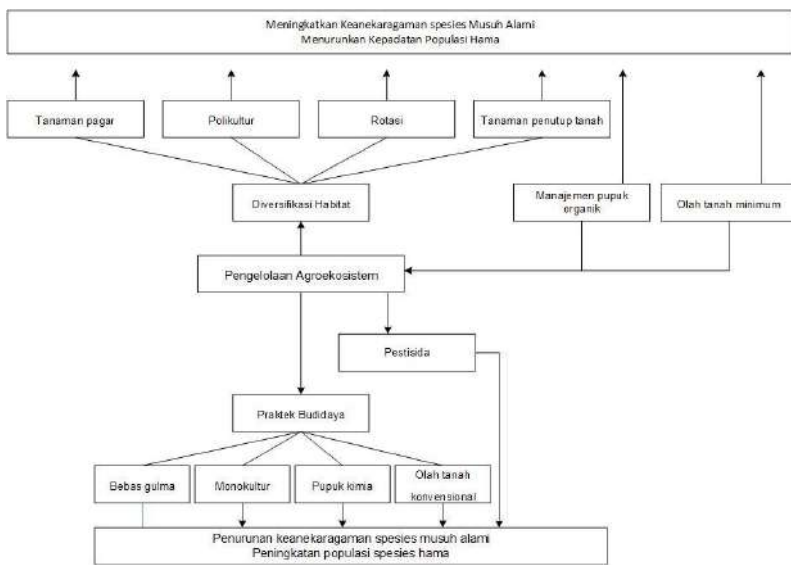 Meningkatkan Keanekaragaman spesies Musuh Alami
Menurunkan Kepadatan Populasi Hama
Tanaman pagar
Polikultur
Rotasi
Tanaman penutup tanah
Diversifikasi Habitat
Manajemen pupuk
organik
Olah tanah minimum
Pengelolaan Agroekosistem
Pestisida
Praktek Budidaya
Bebas gulma
Monokultur
Pupuk kimia
Olah tanah
konvensional
Penurunan keanekaragaman spesies musuh alami
Peningkatan populasi spesies hama